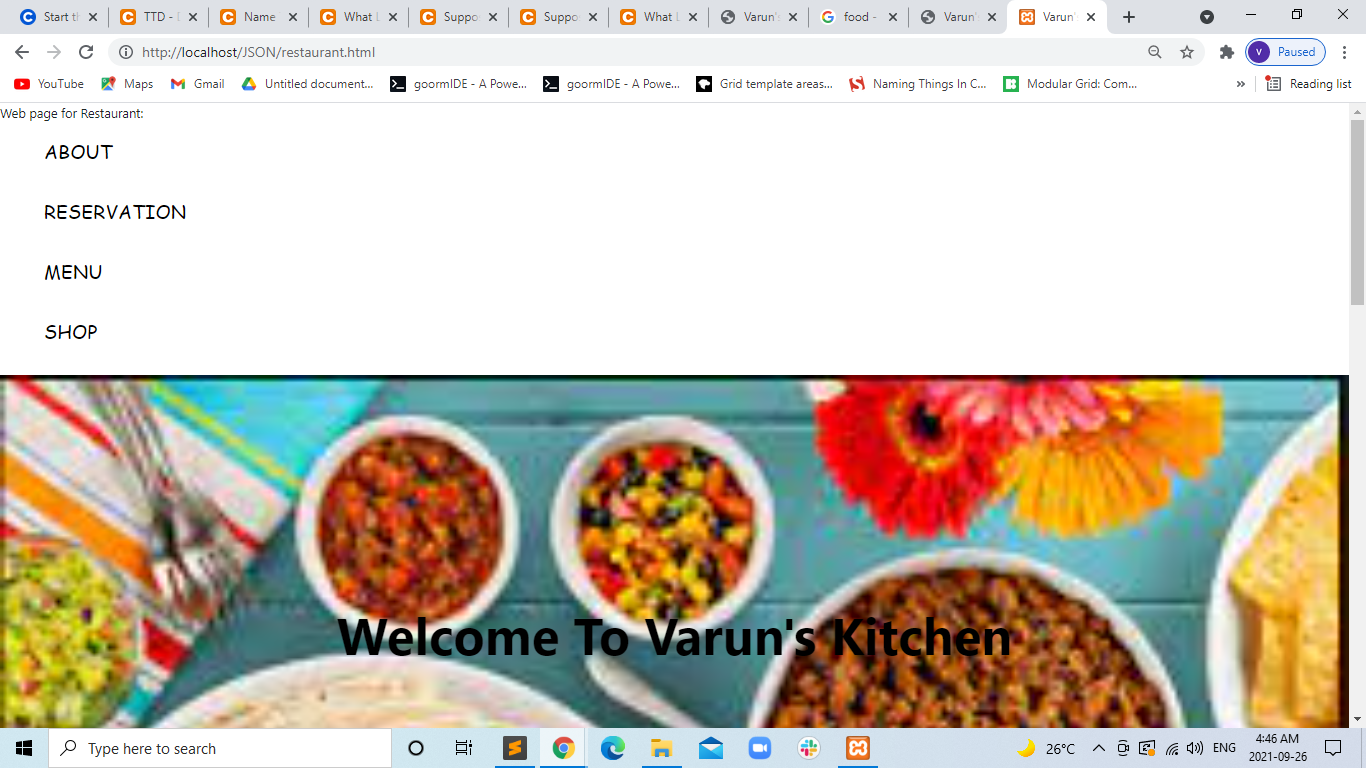 Start th TTD - D Name What L Suppo Suppo What L Varun's food - Varun' Varun'
http://localhost/JSON/restaurant.html V Paused
YouTube Maps Gmail Untitled document... goormIDE - A Powe... goormIDE - A Powe... Grid template areas... Naming Things In C... Modular Grid: Com... » Reading list
Web page for Restaurant:
ABOUT
RESERVATION
MENU
SHOP
Welcome To Varun's Kitchen
Type here to search 26°C ENG 4:46 AM
2021-09-26